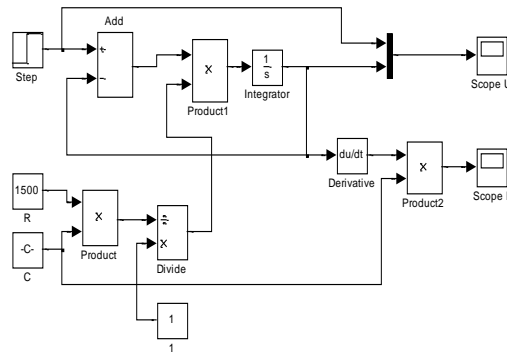 Add
Step
Product1
1
s
Integrator
Scope U
du/dt
Derivative
Product2
Scope
1500
R
Product
-C-
C
Divide
1
1